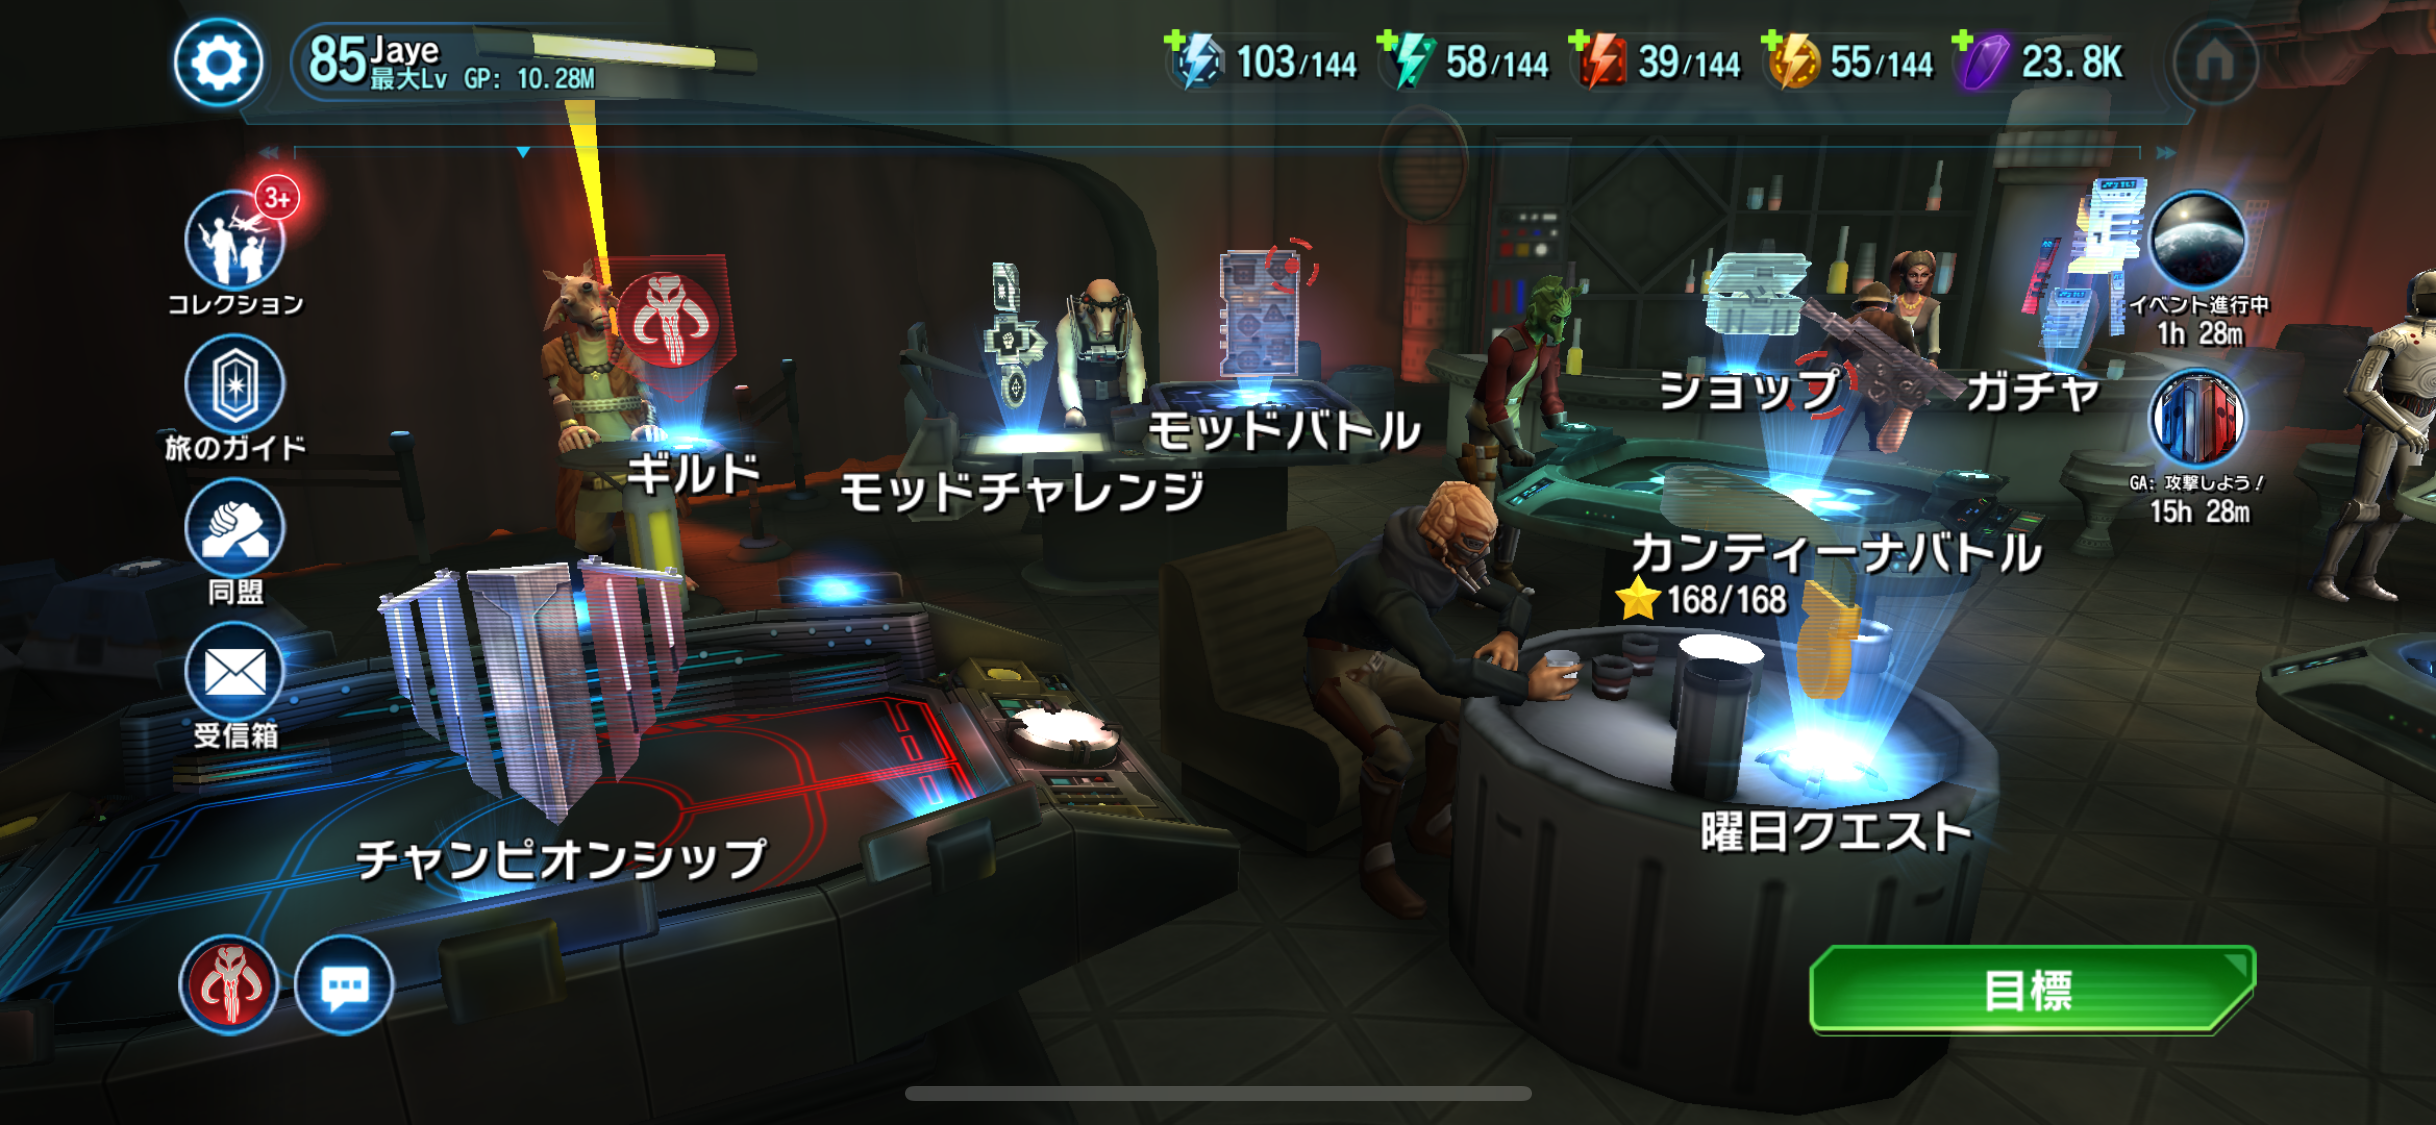 85 Jaye
最大Lv GP: 10.28M
103/144
58/144
39/144
55/144
23.8K
3+
コレクション
旅のガイド
同盟
受信箱
ギルド
モッドチャレンジ
モッドバトル
ショップ
ガチャ
イベント進行中
1h 28m
GA: 攻撃しよう!
15h 28m
カンティーナバトル
168/168
チャンピオンシップ
曜日クエスト
目標